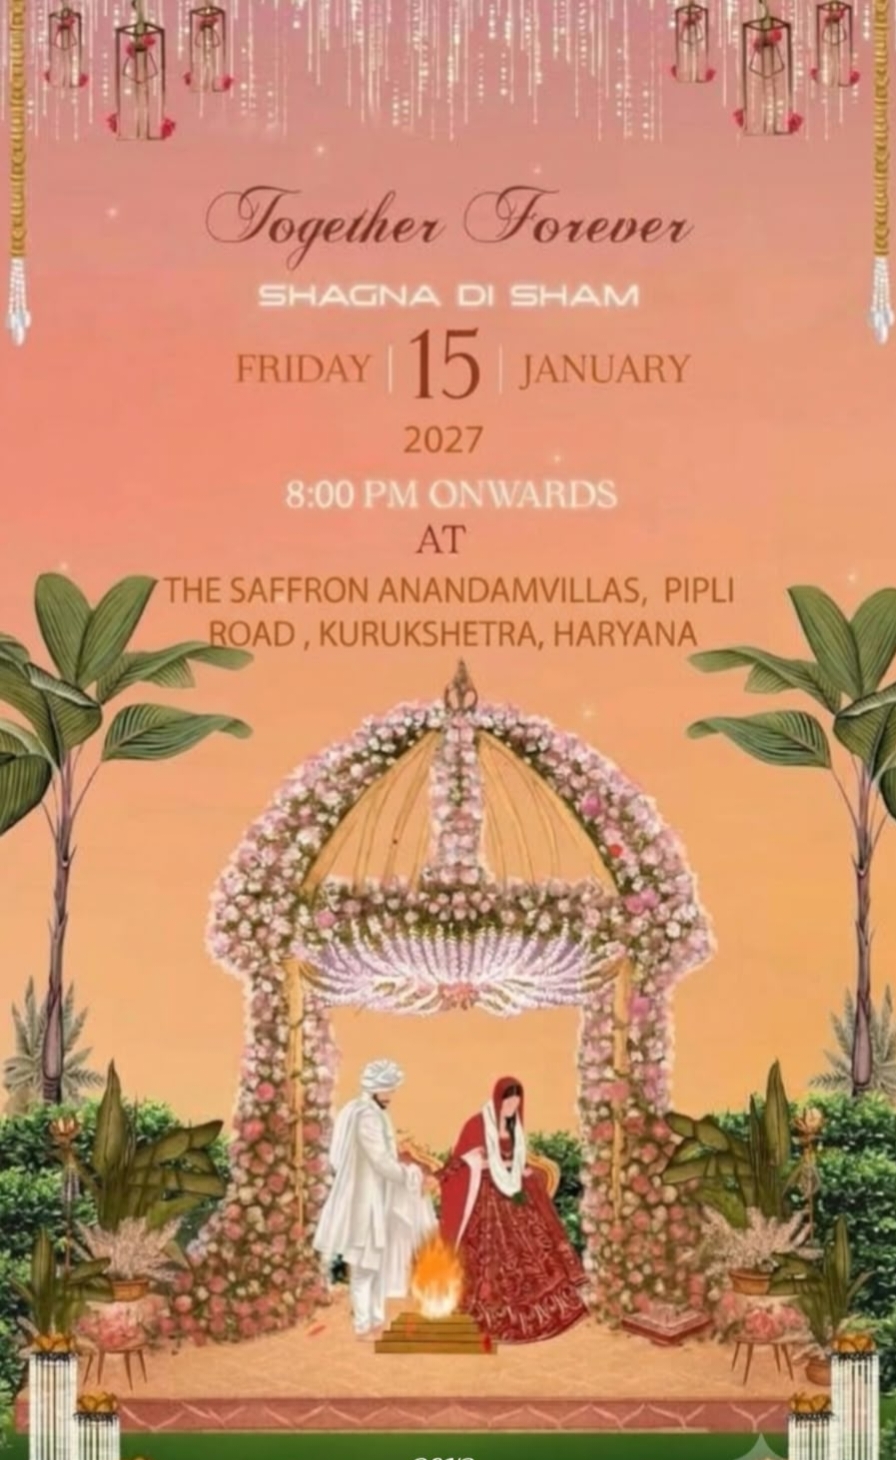 Together Forever
SHAGNA DI SHAM
FRIDAY | 15 | JANUARY
2027
8:00 PM ONWARDS
AT
THE SAFFRON ANANDAMVILLAS, PIPLI
ROAD , KURUKSHETRA, HARYANA